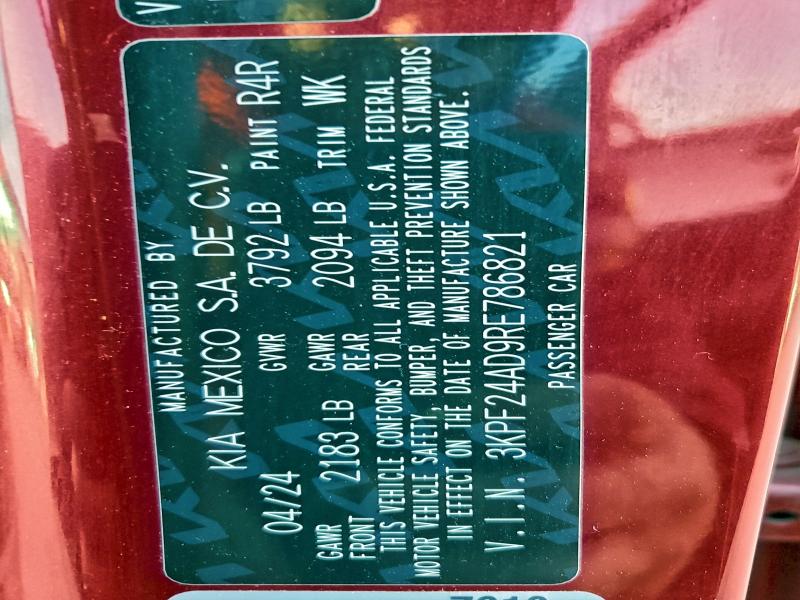 MANUFACTURED BY
KIA MEXICO S.A. DE C.V.
04/24 GVWR 3792 LB PAINT R4R
GAWR FRONT 2183 LB GAWR REAR 2094 LB TRIM WK
THIS VEHICLE CONFORMS TO ALL APPLICABLE U.S.A. FEDERAL
MOTOR VEHICLE SAFETY, BUMPER, AND THEFT PREVENTION STANDARDS
IN EFFECT ON THE DATE OF MANUFACTURE SHOWN ABOVE.
V.I.N. 3KPF24AD9RE786821
PASSENGER CAR